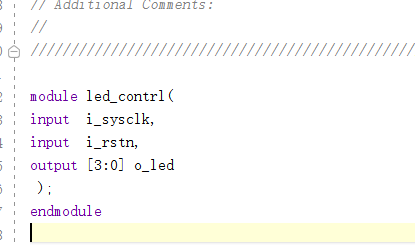 // Additional Comments:
//
////////////////////////////////////////////////
module led_contrl(
input  i_sysclk,
input  i_rstn,
output [3:0] o_led
 );
endmodule